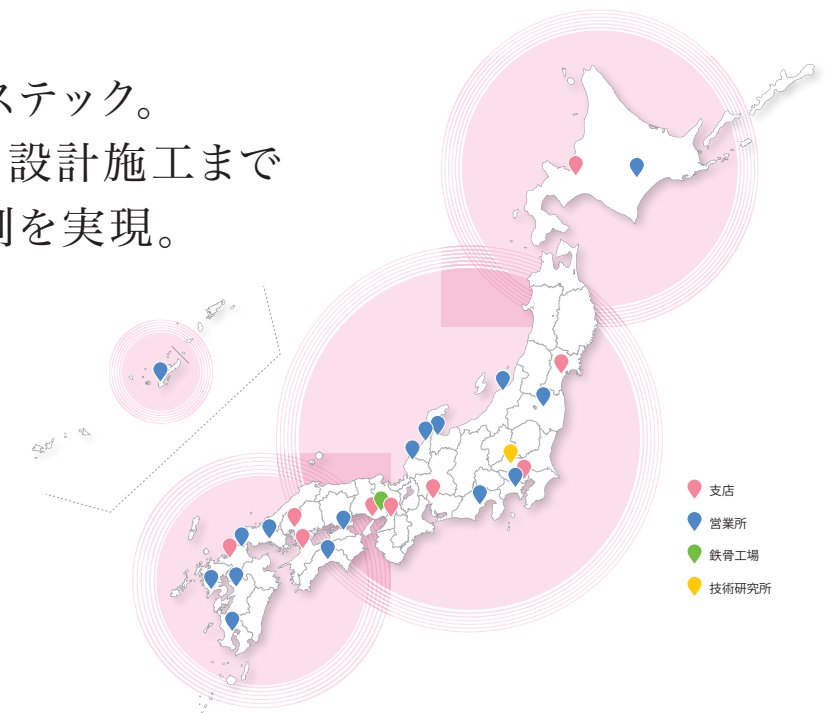 ステック。
設計施工まで
を実現。
支店
営業所
鉄骨工場
技術研究所